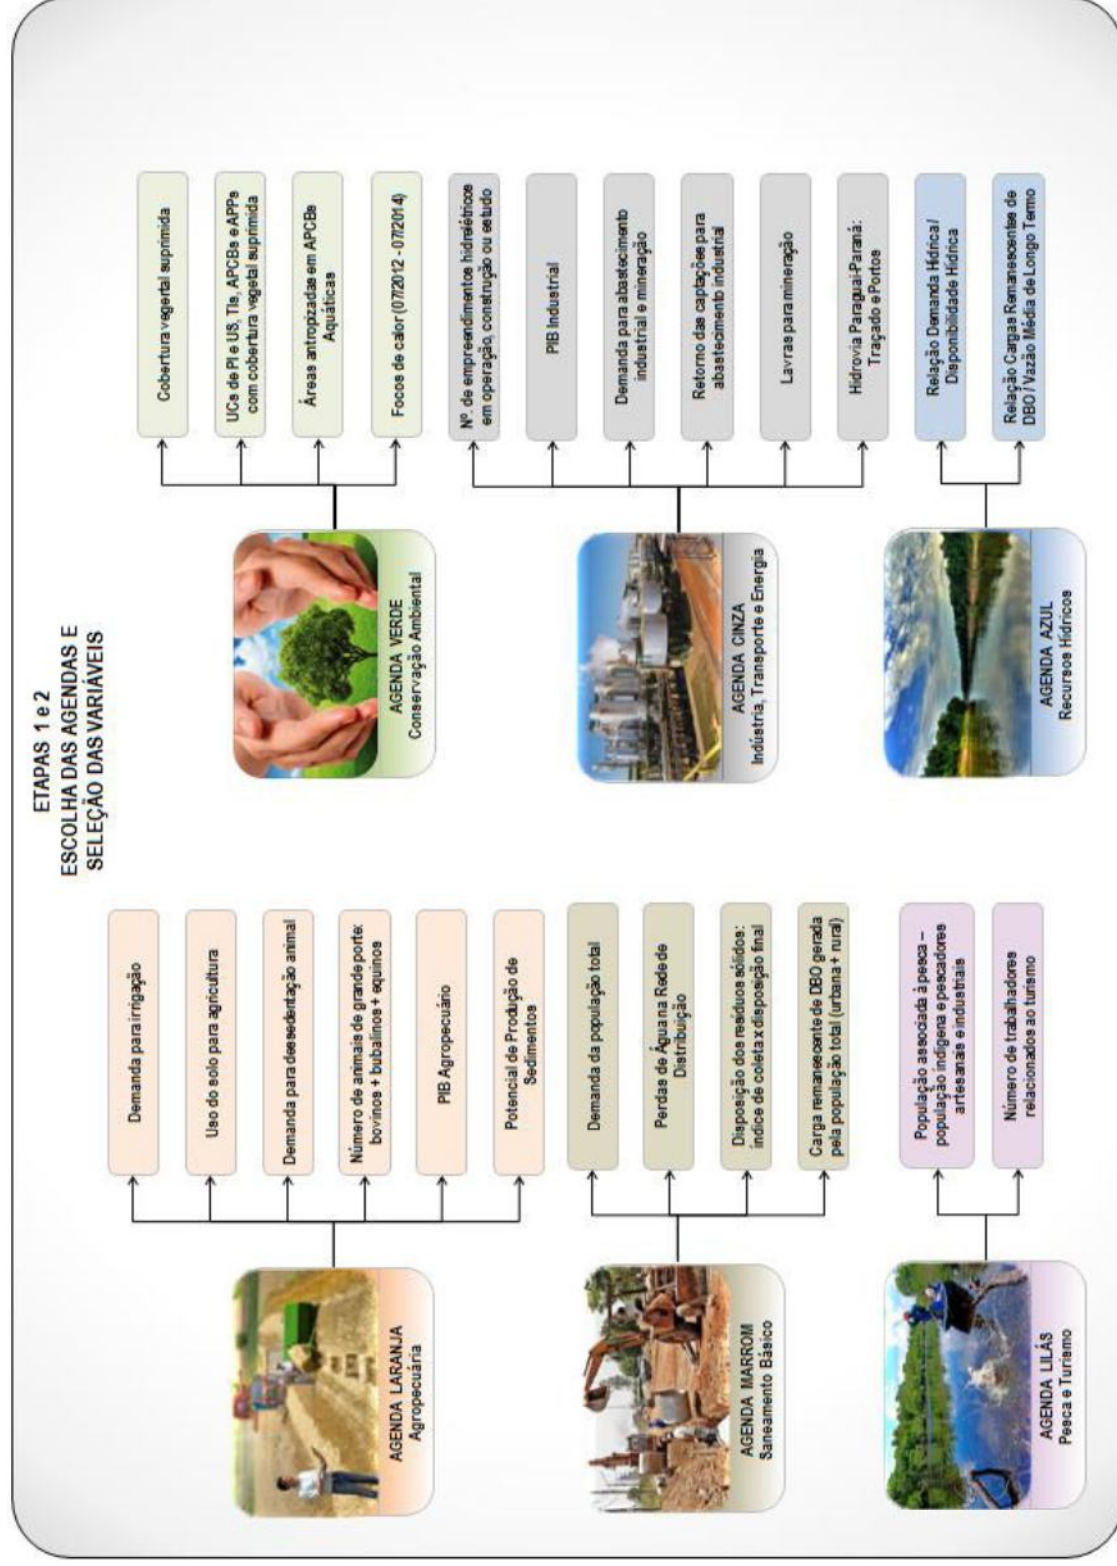 ETAPAS 1 e 2
ESCOLHA DAS AGENDAS E
SELEÇÃO DAS VARIÁVEIS
AGENDA LARANJA
Agropecuária
Demanda para irrigação
Uso do solo para agricultura
Demanda para dessedentação animal
Número de animais de grande porte:
bovinos + bubalinos + equinos
PIB Agropecuário
Potencial de Produção de
Sedimentos
AGENDA MARROM
Saneamento Básico
Demanda da população total
Perdas de Água na Rede de
Distribuição
Disposição dos resíduos sólidos:
índice de coleta x disposição final
Carga remanescente de DBO gerada
pela população total (urbana + rural)
AGENDA LILÁS
Pesca e Turismo
População associada à pesca –
população indígena e pescadores
artesanais e industriais
Número de trabalhadores
relacionados ao turismo
AGENDA VERDE
Conservação Ambiental
Cobertura vegertal suprimida
UCs de PI e US, TIs, APCBs e APPs
com cobertura vegetal suprimida
Áreas antropizadas em APCBs
Aquáticas
Focos de calor (07/2012 - 07/2014)
AGENDA CINZA
Indústria, Transporte e Energia
Nº. de empreendimentos hidrelétricos
em operação, construção ou estudo
PIB Industrial
Demanda para abastecimento
industrial e mineração
Retorno das captações para
abastecimento industrial
Lavras para mineração
Hidrovia Paraguai-Paraná:
Traçado e Portos
AGENDA AZUL
Recursos Hídricos
Relação Demanda Hídrica /
Disponibilidade Hídrica
Relação Cargas Remanescentes de
DBO / Vazão Média de Longo Termo